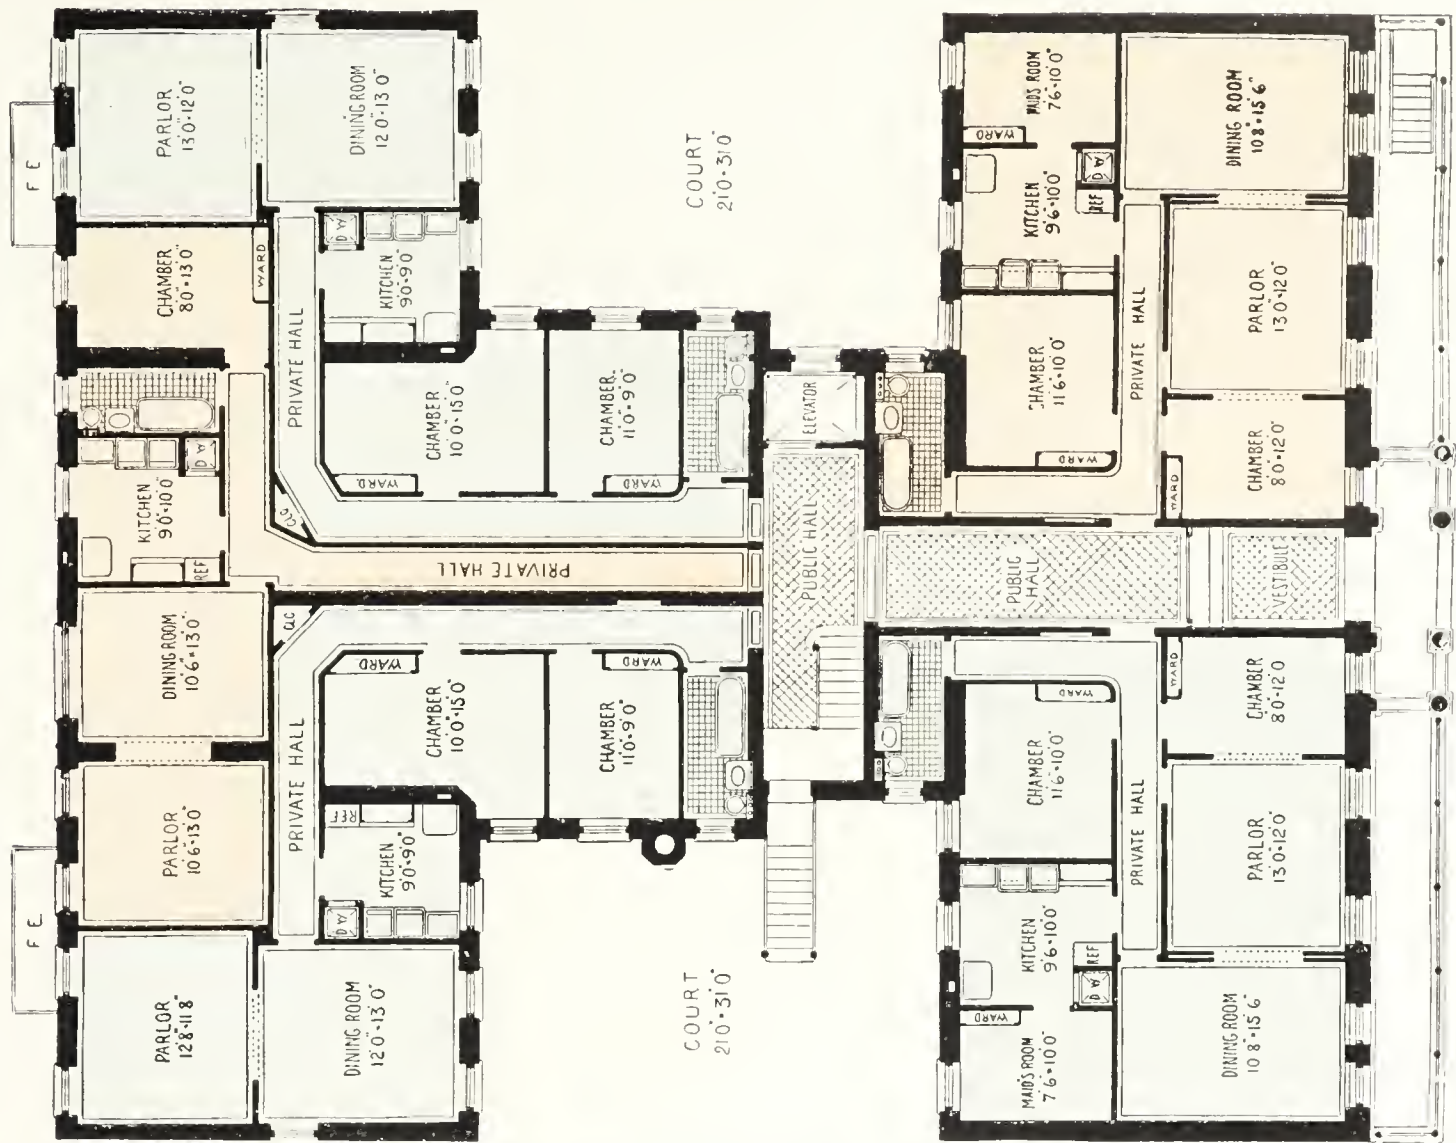 F E
PARLOR
13'0"·12'0"
DINING ROOM
12'0"·13'0"
CHAMBER
8'0"·13'0"
WARD
PRIVATE HALL
D W
KITCHEN
9'0"·9'0"
COURT
21'0"·31'0"
CHAMBER
10'0"·15'0"
WARD
CHAMBER
11'0"·9'0"
WARD
ELEVATOR
D W
KITCHEN
9'0"·10'0"
REF
CLO
PRIVATE HALL
PUBLIC HALL
DINING ROOM
10'6"·13'0"
PARLOR
10'6"·13'0"
CLO
PRIVATE HALL
WARD
CHAMBER
10'0"·15'0"
WARD
CHAMBER
11'0"·9'0"
REF
KITCHEN
9'0"·9'0"
D W
F E
PARLOR
12'8"·11'8"
DINING ROOM
12'0"·13'0"
COURT
21'0"·31'0"
MAIDS ROOM
7'6"·10'0"
WARD
DINING ROOM
10'8"·15'6"
KITCHEN
9'6"·10'0"
D W
REF
PARLOR
13'0"·12'0"
PRIVATE HALL
CHAMBER
11'6"·10'0"
WARD
CHAMBER
8'0"·12'0"
WARD
PUBLIC
HALL
VESTIBULE
WARD
CHAMBER
8'0"·12'0
WARD
CHAMBER
11'6"·10'0"
PRIVATE HALL
PARLOR
13'0"·12'0"
KITCHEN
9'6"·10'0"
REF
D W
WARD
MAID'S ROOM
7'6"·10'0"
DINING ROOM
10'8"·15'6